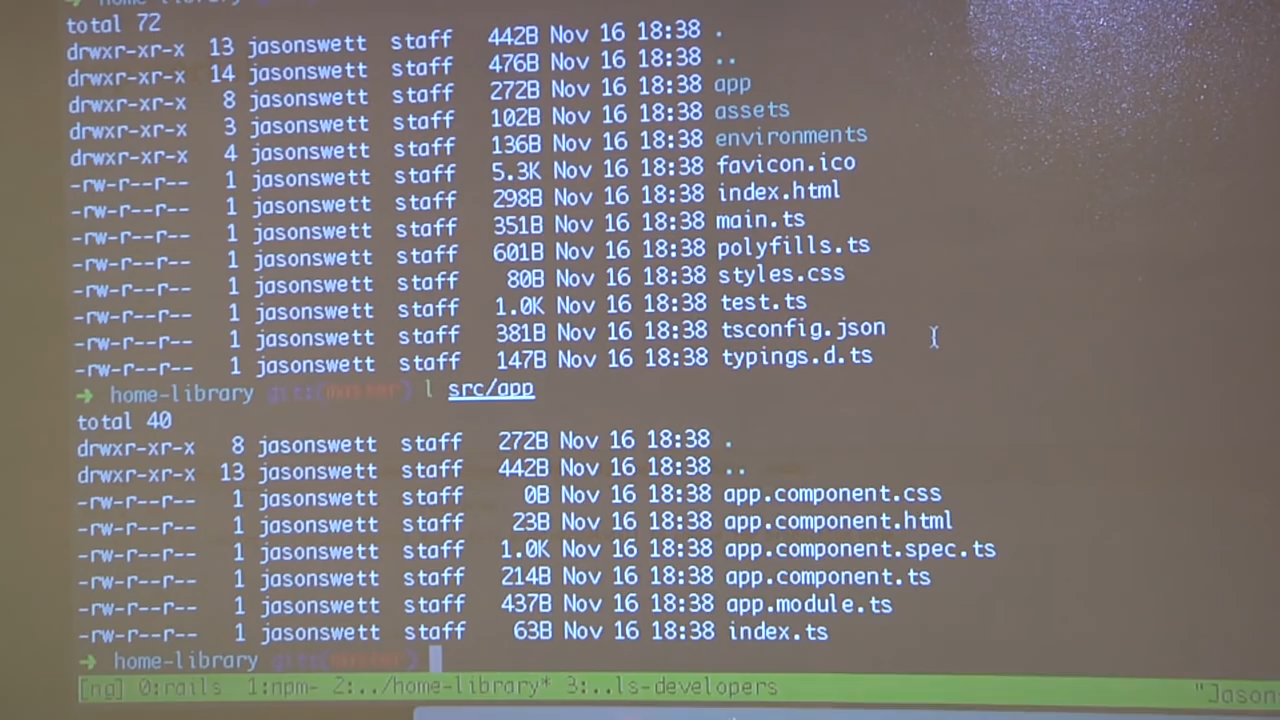 home-library
total 72
drwxr-xr-x 13 jasonswett staff 442B Nov 16 18:38 .
drwxr-xr-x 14 jasonswett staff 476B Nov 16 18:38 ..
drwxr-xr-x 8 jasonswett staff 272B Nov 16 18:38 app
drwxr-xr-x 3 jasonswett staff 102B Nov 16 18:38 assets
drwxr-xr-x 4 jasonswett staff 136B Nov 16 18:38 environments
-rw-r--r-- 1 jasonswett staff 5.3K Nov 16 18:38 favicon.ico
-rw-r--r-- 1 jasonswett staff 298B Nov 16 18:38 index.html
-rw-r--r-- 1 jasonswett staff 351B Nov 16 18:38 main.ts
-rw-r--r-- 1 jasonswett staff 601B Nov 16 18:38 polyfills.ts
-rw-r--r-- 1 jasonswett staff 80B Nov 16 18:38 styles.css
-rw-r--r-- 1 jasonswett staff 1.0K Nov 16 18:38 test.ts
-rw-r--r-- 1 jasonswett staff 381B Nov 16 18:38 tsconfig.json
-rw-r--r-- 1 jasonswett staff 147B Nov 16 18:38 typings.d.ts
➜ home-library git:(master) l src/app
total 40
drwxr-xr-x 8 jasonswett staff 272B Nov 16 18:38 .
drwxr-xr-x 13 jasonswett staff 442B Nov 16 18:38 ..
-rw-r--r-- 1 jasonswett staff 0B Nov 16 18:38 app.component.css
-rw-r--r-- 1 jasonswett staff 23B Nov 16 18:38 app.component.html
-rw-r--r-- 1 jasonswett staff 1.0K Nov 16 18:38 app.component.spec.ts
-rw-r--r-- 1 jasonswett staff 214B Nov 16 18:38 app.component.ts
-rw-r--r-- 1 jasonswett staff 437B Nov 16 18:38 app.module.ts
-rw-r--r-- 1 jasonswett staff 63B Nov 16 18:38 index.ts
➜ home-library git:(master)
[ng] 0:rails 1:npm- 2:../home-library* 3:..ls-developers "Jason